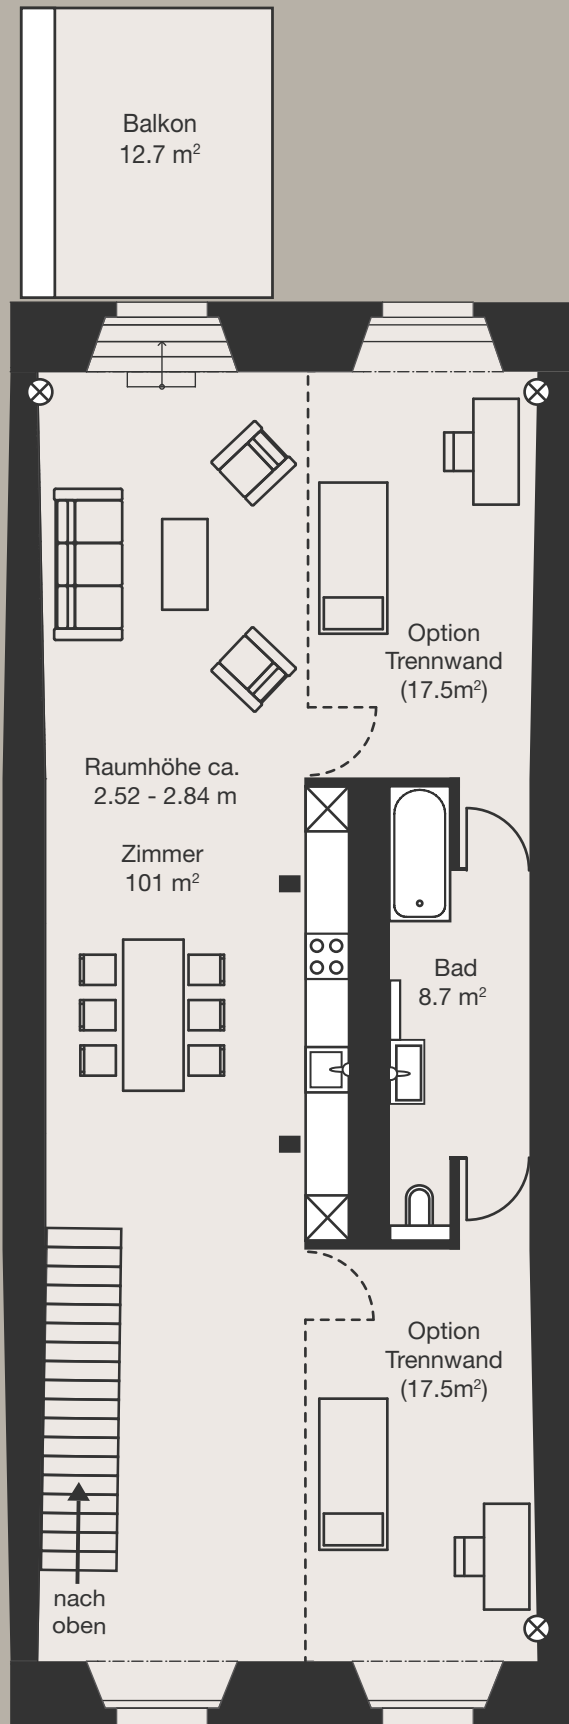 Balkon
12.7 m²
Option
Trennwand
(17.5m²)
Raumhöhe ca.
2.52 - 2.84 m
Zimmer
101 m²
Bad
8.7 m²
Option
Trennwand
(17.5m²)
nach
oben